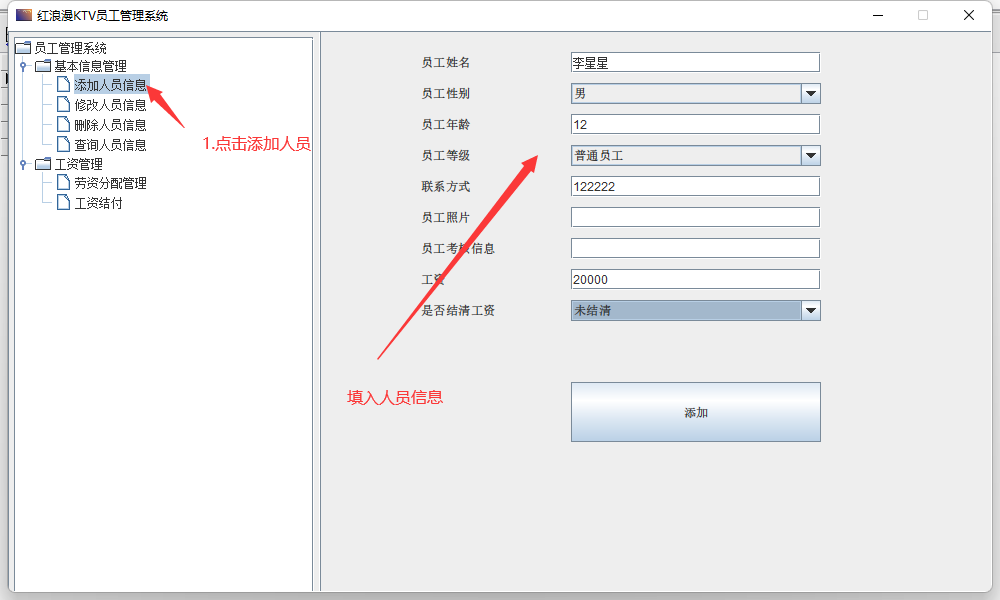 红浪漫KTV员工管理系统
员工管理系统
基本信息管理
添加人员信息
修改人员信息
删除人员信息
查询人员信息
工资管理
劳资分配管理
工资结付
1.点击添加人员
员工姓名 李星星
员工性别 男
员工年龄 12
员工等级 普通员工
联系方式 122222
员工照片
员工考核信息
工资 20000
是否结清工资 未结清
填入人员信息
添加